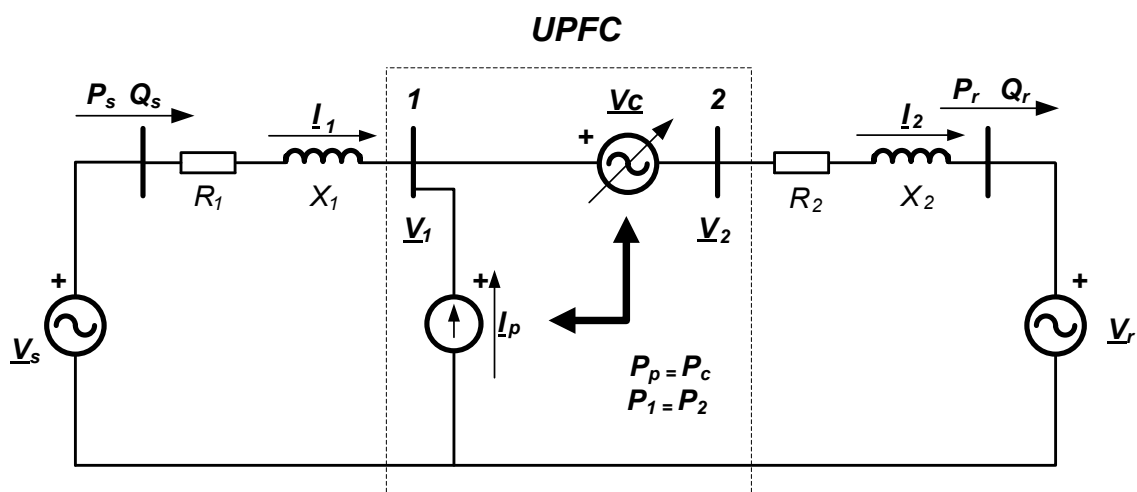 UPFC
Ps Qs
I1
1
Vc
2
I2
Pr Qr
+
R1
X1
V1
V2
R2
X2
+
+
+
Vs
Ip
Vr
Pp = Pc
P1 = P2